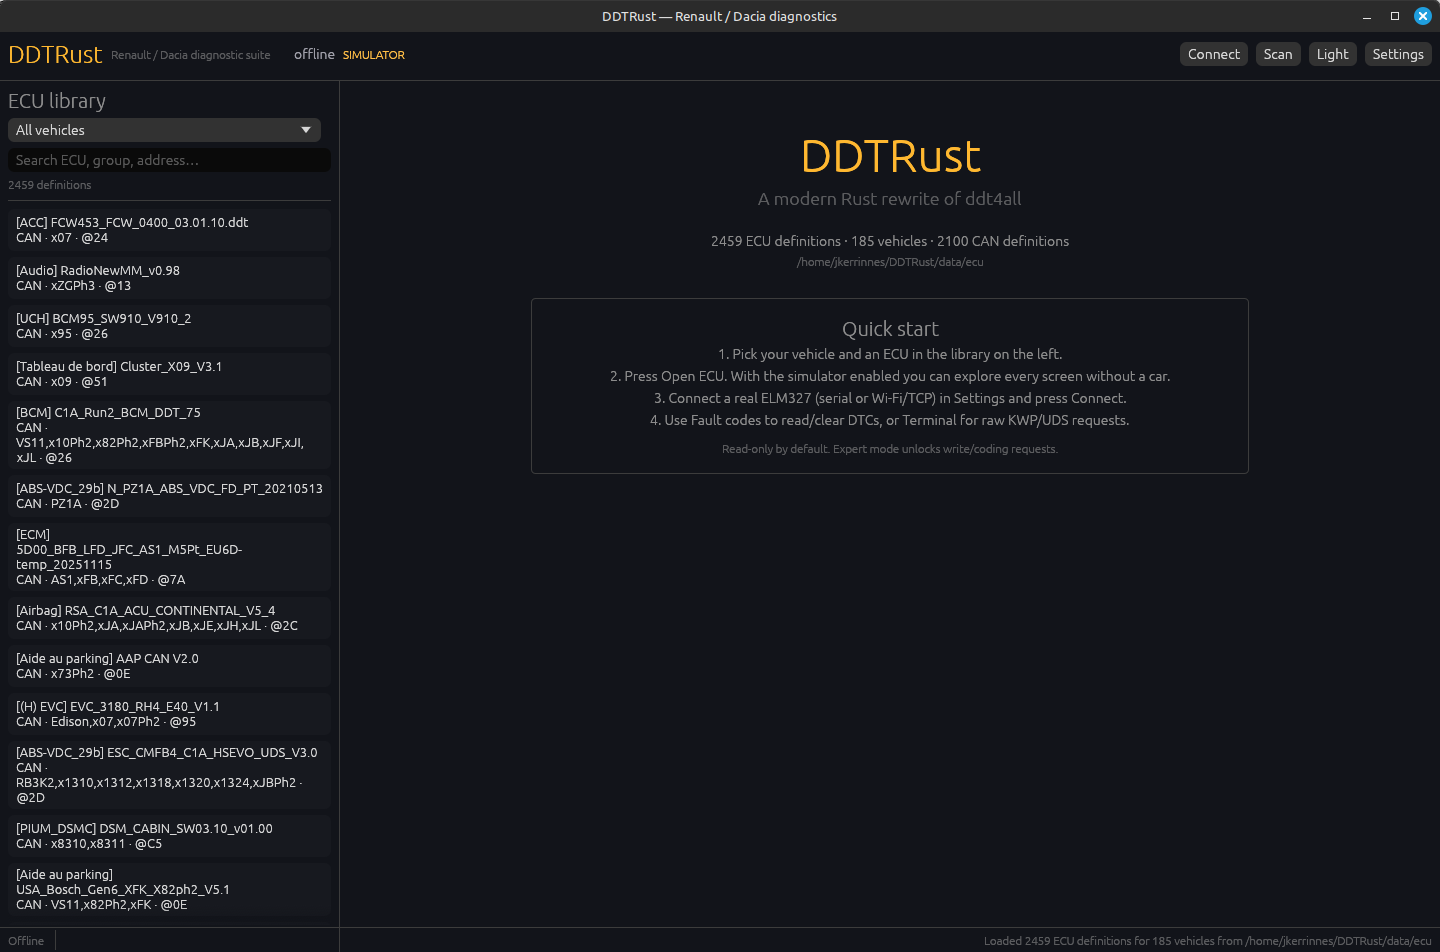 DDTRust — Renault / Dacia diagnostics
DDTRust Renault / Dacia diagnostic suite offline SIMULATOR Connect Scan Light Settings
ECU library
All vehicles
Search ECU, group, address...
2459 definitions
[ACC] FCW453_FCW_0400_03.01.10.ddt
CAN · x07 · @24
[Audio] RadioNewMM_v0.98
CAN · xZGPh3 · @13
[UCH] BCM95_SW910_V910_2
CAN · x95 · @26
[Tableau de bord] Cluster_X09_V3.1
CAN · x09 · @51
[BCM] C1A_Run2_BCM_DDT_75
CAN ·
VS11,x10Ph2,x82Ph2,xFBPh2,xFK,xJA,xJB,xJF,xJI,
xJL · @26
[ABS-VDC_29b] N_PZ1A_ABS_VDC_FD_PT_20210513
CAN · PZ1A · @2D
[ECM]
5D00_BFB_LFD_JFC_AS1_M5Pt_EU6D-
temp_20251115
CAN · AS1,xFB,xFC,xFD · @7A
[Airbag] RSA_C1A_ACU_CONTINENTAL_V5_4
CAN · x10Ph2,xJA,xJAPh2,xJB,xJE,xJH,xJL · @2C
[Aide au parking] AAP CAN V2.0
CAN · x73Ph2 · @0E
[(H) EVC] EVC_3180_RH4_E40_V1.1
CAN · Edison,x07,x07Ph2 · @95
[ABS-VDC_29b] ESC_CMFB4_C1A_HSEVO_UDS_V3.0
CAN ·
RB3K2,x1310,x1312,x1318,x1320,x1324,xJBPh2 ·
@2D
[PIUM_DSMC] DSM_CABIN_SW03.10_v01.00
CAN · x8310,x8311 · @C5
[Aide au parking]
USA_Bosch_Gen6_XFK_X82ph2_V5.1
CAN · VS11,x82Ph2,xFK · @0E
DDTRust
A modern Rust rewrite of ddt4all
2459 ECU definitions · 185 vehicles · 2100 CAN definitions
/home/jkerrinnes/DDTRust/data/ecu
Quick start
1. Pick your vehicle and an ECU in the library on the left.
2. Press Open ECU. With the simulator enabled you can explore every screen without a car.
3. Connect a real ELM327 (serial or Wi-Fi/TCP) in Settings and press Connect.
4. Use Fault codes to read/clear DTCs, or Terminal for raw KWP/UDS requests.
Read-only by default. Expert mode unlocks write/coding requests.
Offline
Loaded 2459 ECU definitions for 185 vehicles from /home/jkerrinnes/DDTRust/data/ecu